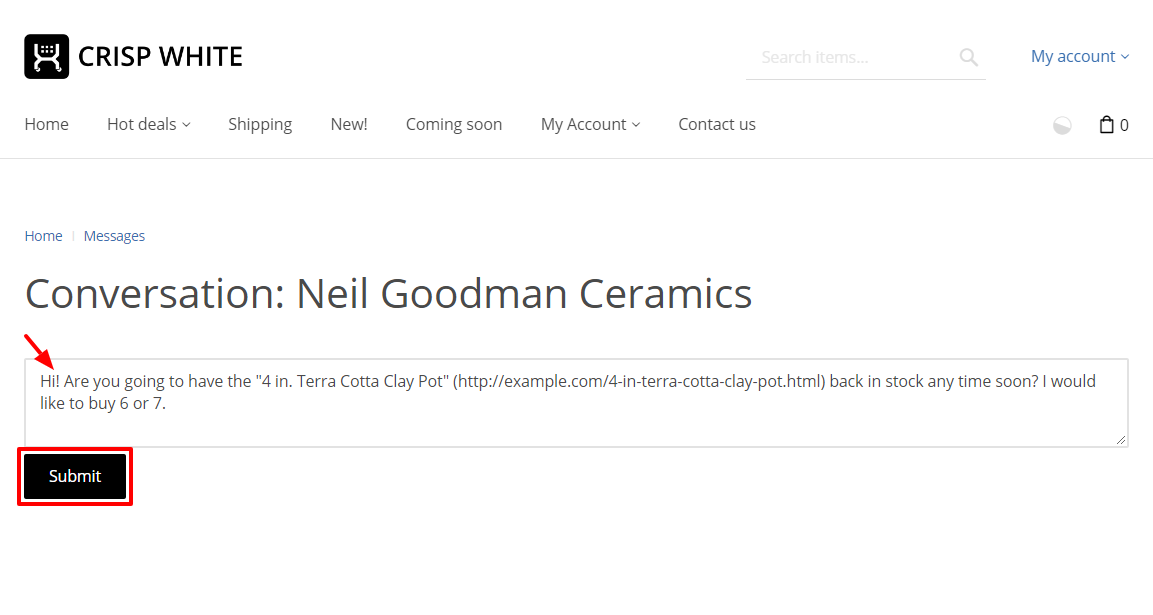 CRISP WHITE
Search items...
My account
Home Hot deals Shipping New! Coming soon My Account Contact us 0
Home Messages
Conversation: Neil Goodman Ceramics
Hi! Are you going to have the "4 in. Terra Cotta Clay Pot" (http://example.com/4-in-terra-cotta-clay-pot.html) back in stock any time soon? I would
like to buy 6 or 7.
Submit